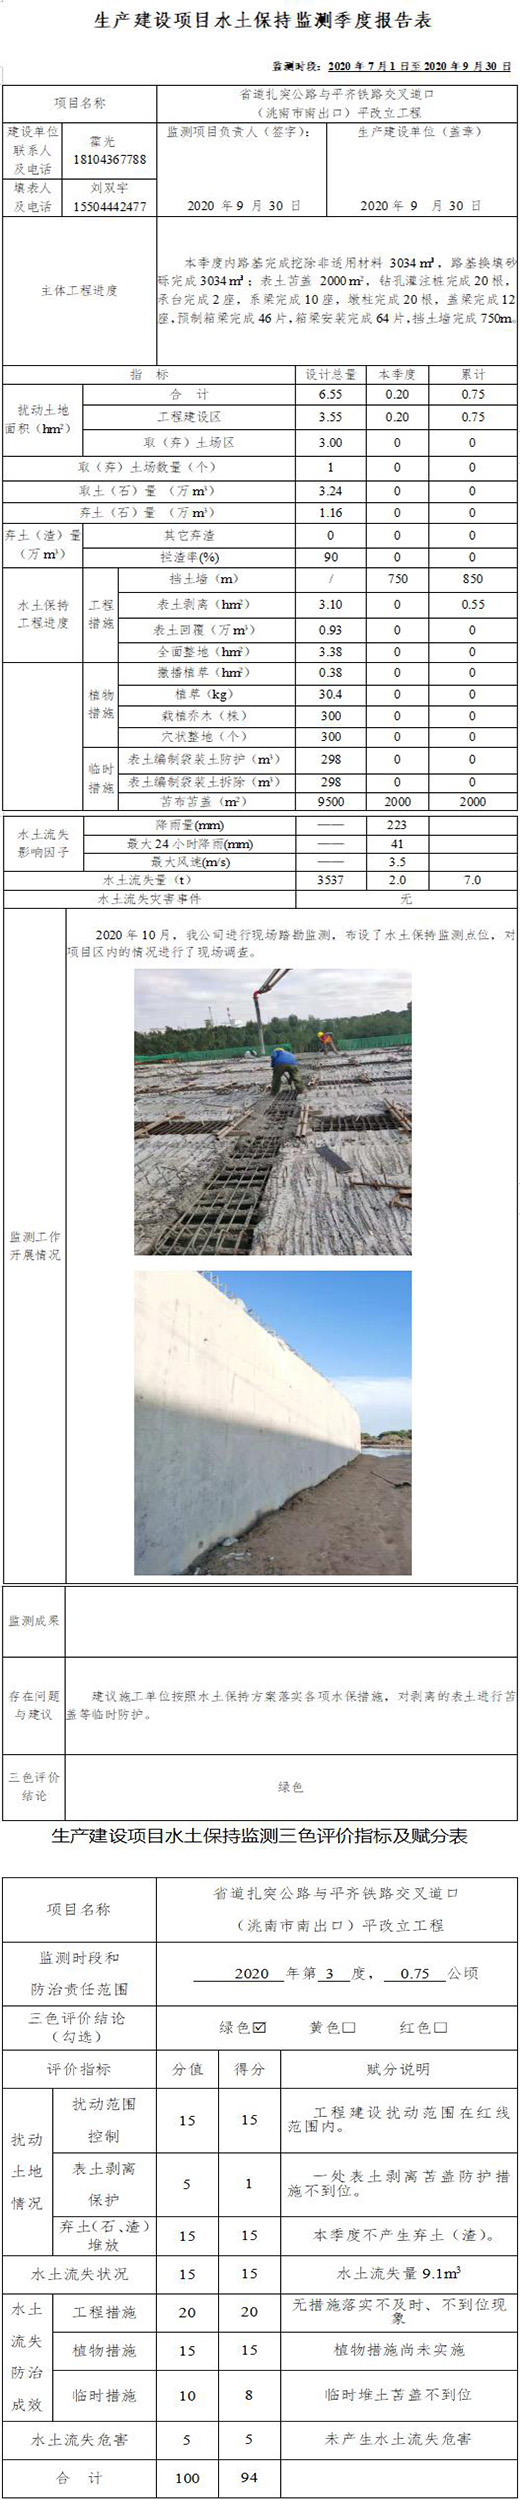 生产建设项目水土保持监测季度报告表
监测时段：2020 年 7 月 1 日至 2020 年 9 月 30 日
项目名称
省道扎突公路与平齐铁路交叉道口
（洮南市南出口）平改立工程
建设单位
联系人
及电话
霍光
18104367788
监测项目负责人（签字）：
生产建设单位（盖章）
填表人
及电话
刘双宇
15504442477
2020 年 9 月 30 日
2020 年 9 月 30 日
主体工程进度
本季度内路基完成挖除非适用材料 3034 m³，路基换填砂
砾完成 3034 m³；表土苫盖 2000 m²，钻孔灌注桩完成 20 根，
承台完成 2 座，系梁完成 10 座，墩柱完成 20 根，盖梁完成 12
座，预制箱梁完成 46 片，箱梁安装完成 64 片，挡土墙完成 750m。
指 标 设计总量 本季度 累计
扰动土地
面积（hm²）
合 计 6.55 0.20 0.75
工程建设区 3.55 0.20 0.75
取（弃）土场区 3.00 0 0
取（弃）土场数量（个） 1 0 0
取土（石）量（万 m³） 3.24 0 0
弃土（石）量（万 m³） 1.16 0 0
弃土（渣）量
（万 m³）
其它弃渣 0 0 0
拦渣率(%) 90 0 0
水土保持
工程进度
工程
措施
挡土墙（m） / 750 850
表土剥离（hm²） 3.10 0 0.55
表土回覆（万 m³） 0.93 0 0
全面整地（hm²） 3.38 0 0
植物
措施
撒播植草（hm²） 0.38 0 0
植草（kg） 30.4 0 0
栽植乔木（株） 300 0 0
穴状整地（个） 300 0 0
临时
措施
表土编制袋装土防护（m³） 298 0 0
表土编制袋装土拆除（m³） 298 0 0
苫布苫盖（m²） 9500 2000 2000
水土流失
影响因子
降雨量(mm) —— 223
最大 24 小时降雨(mm) —— 41
最大风速(m/s) —— 3.5
水土流失量（t） 3537 2.0 7.0
水土流失灾害事件 无
监测工作
开展情况
2020 年 10 月，我公司进行现场踏勘监测，布设了水土保持监测点位，对
项目区内的情况进行了现场调查。
监测成果
存在问题
与建议
建议施工单位按照水土保持方案落实各项水保措施，对剥离的表土进行苫
盖等临时防护。
三色评价
结论
绿色
生产建设项目水土保持监测三色评价指标及赋分表
项目名称
省道扎突公路与平齐铁路交叉道口
（洮南市南出口）平改立工程
监测时段和
防治责任范围
2020 年第 3 度， 0.75 公顷
三色评价结论
（勾选）
绿色☑ 黄色□ 红色□
评价指标 分值 得分 赋分说明
扰动
土地
情况
扰动范围
控制
15 15
工程建设扰动范围在红线
范围内。
表土剥离
保护
5 1
一处表土剥离苫盖防护措
施不到位。
弃土（石、渣）
堆放
15 15 本季度不产生弃土（渣）。
水土流失状况 15 15 水土流失量 9.1m³
水土
流失
防治
成效
工程措施 20 20
无措施落实不及时、不到位现
象
植物措施 15 15 植物措施尚未实施
临时措施 10 8 临时堆土苫盖不到位
水土流失危害 5 5 未产生水土流失危害
合 计 100 94